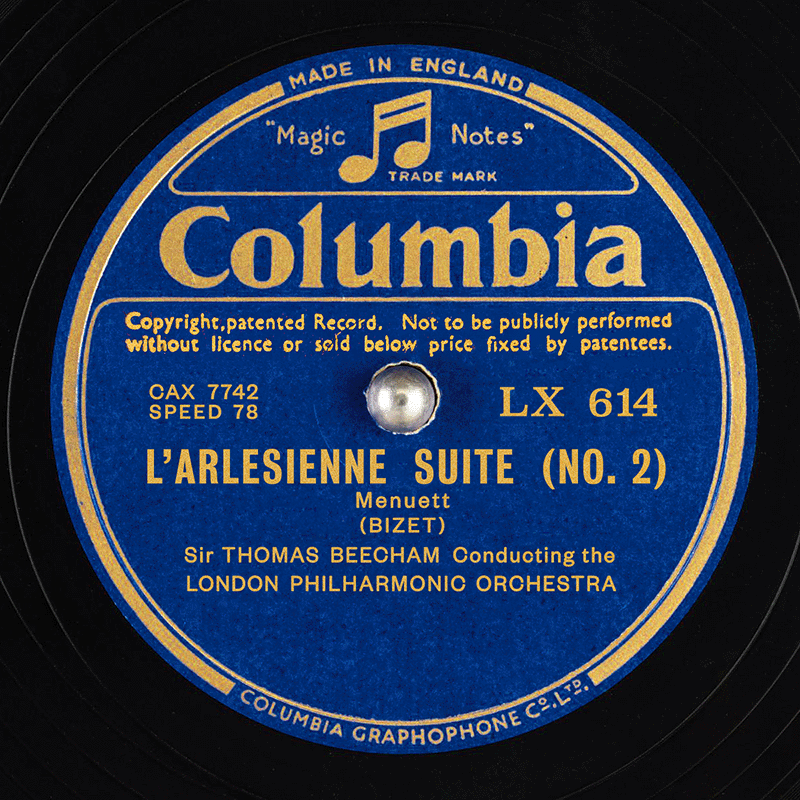 MADE IN ENGLAND
"Magic Notes"
TRADE MARK
Columbia
Copyright, patented Record. Not to be publicly performed
without licence or sold below price fixed by patentees.
CAX 7742
SPEED 78
LX 614
L'ARLESIENNE SUITE (NO. 2)
Menuett
(BIZET)
Sir THOMAS BEECHAM Conducting the
LONDON PHILHARMONIC ORCHESTRA
COLUMBIA GRAPHOPHONE Co. LTD.